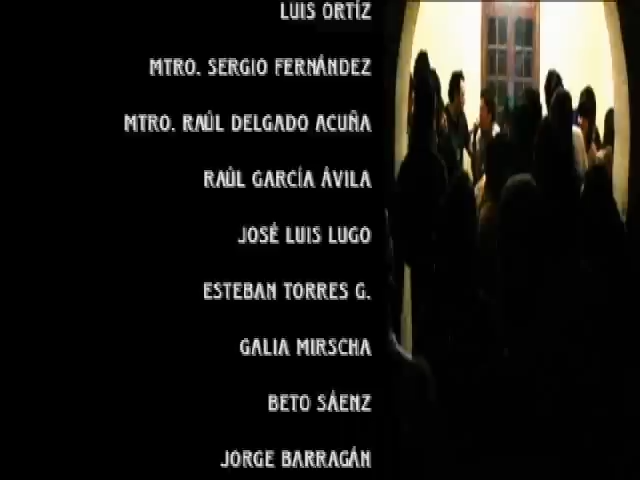 LUIS ORTÍZ
MTRO. SERGIO FERNÁNDEZ
MTRO. RAÚL DELGADO ACUÑA
RAÚL GARCÍA ÁVILA
JOSÉ LUIS LUGO
ESTEBAN TORRES G.
GALIA MIRSCHA
BETO SÁENZ
JORGE BARRAGÁN